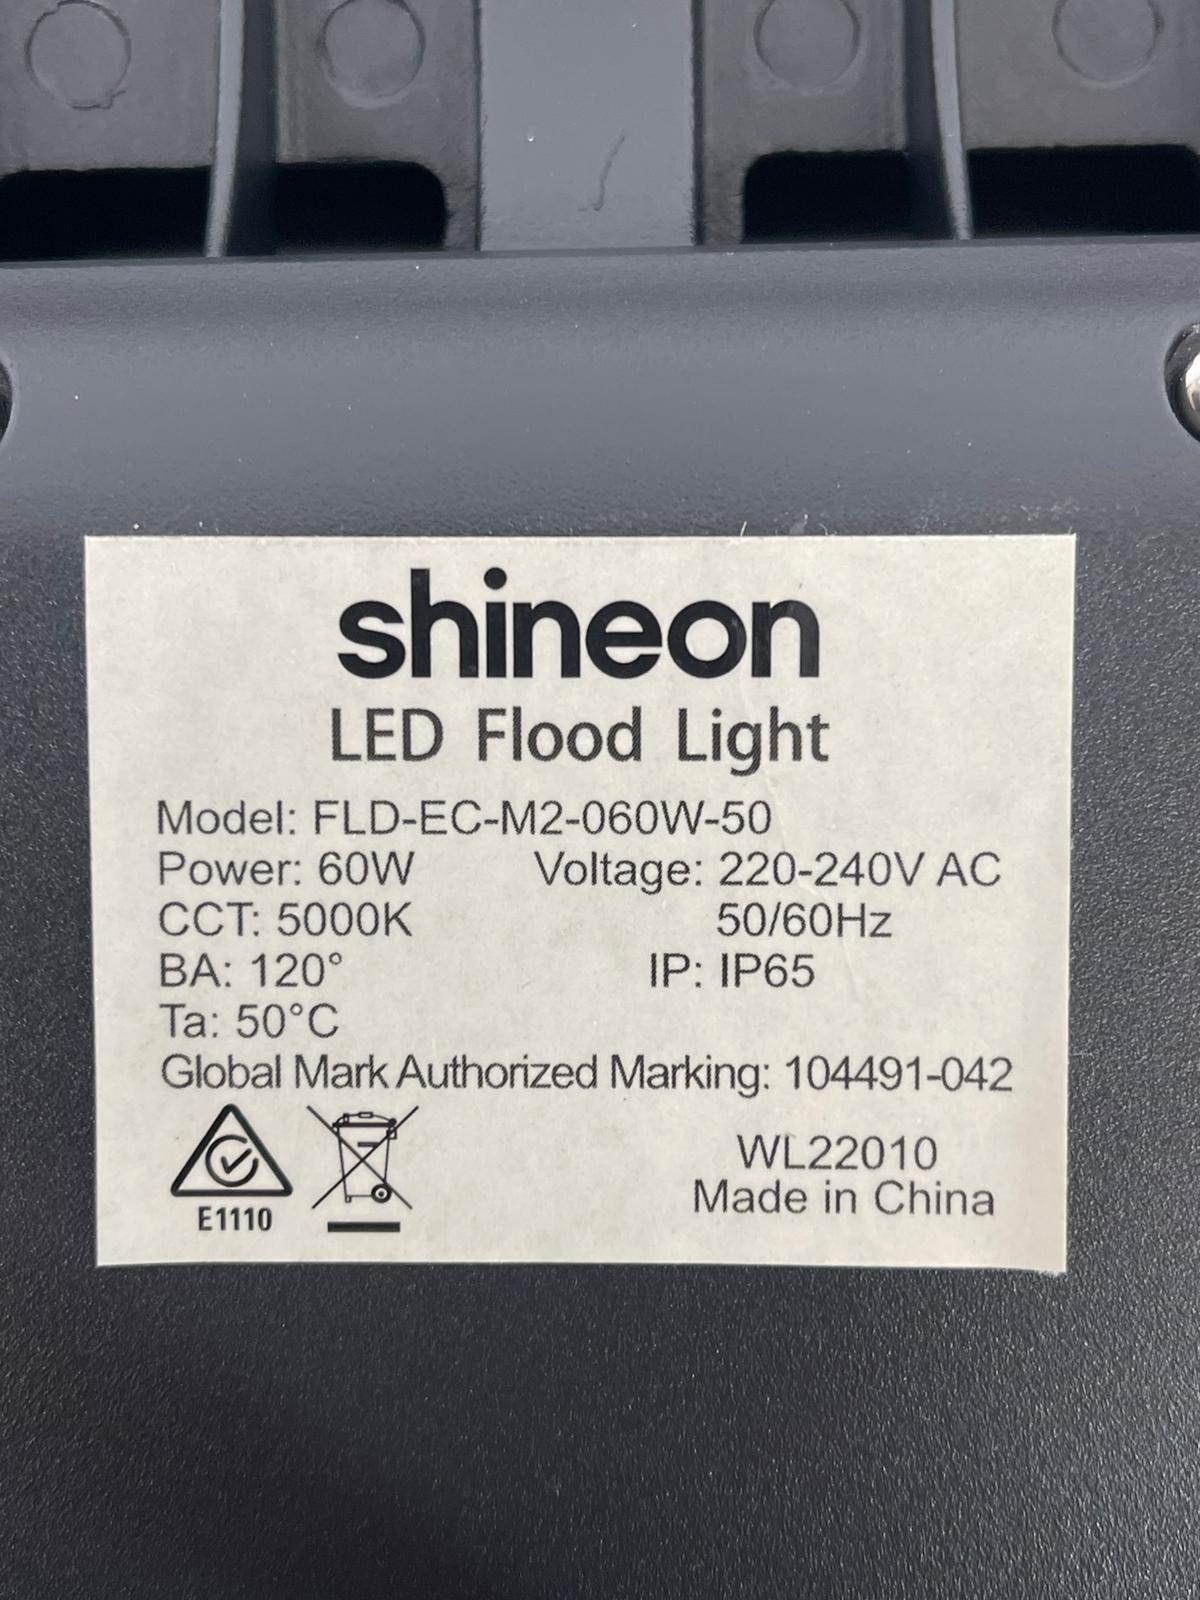 shineon
LED Flood Light
Model: FLD-EC-M2-060W-50
Power: 60W Voltage: 220-240V AC
CCT: 5000K 50/60Hz
BA: 120° IP: IP65
Ta: 50°C
Global Mark Authorized Marking: 104491-042
WL22010
E1110 Made in China